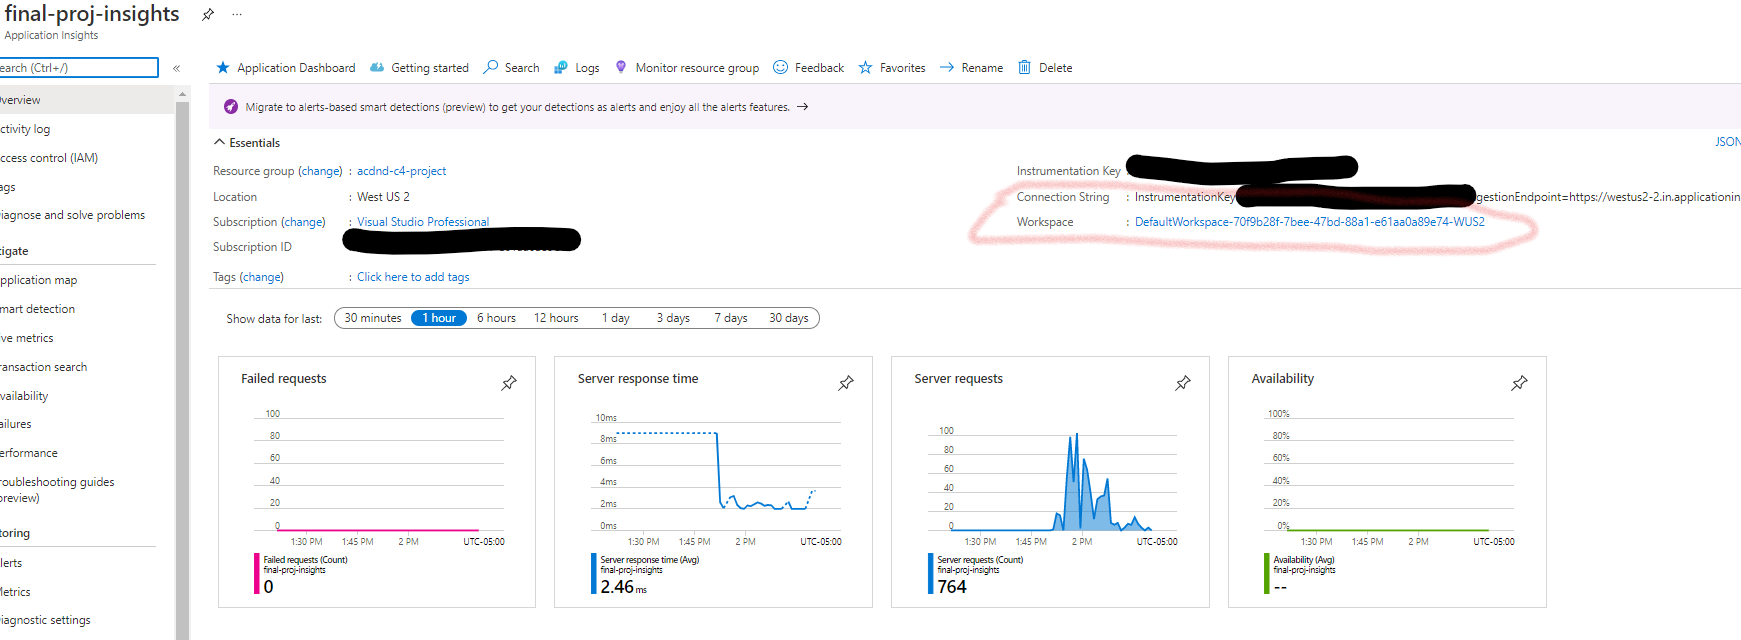 final-proj-insights
...
Application Insights
earch (Ctrl+/)
«
Application Dashboard Getting started Search Logs Monitor resource group Feedback Favorites Rename Delete
verview
ctivity log
ccess control (IAM)
ags
iagnose and solve problems
tigate
pplication map
mart detection
ive metrics
ransaction search
vailability
ailures
erformance
roubleshooting guides
preview)
toring
lerts
Metrics
iagnostic settings
Migrate to alerts-based smart detections (preview) to get your detections as alerts and enjoy all the alerts features. →
Essentials
JSON
Resource group (change) : acdnd-c4-project
Location : West US 2
Subscription (change) : Visual Studio Professional
Subscription ID
Tags (change) : Click here to add tags
Instrumentation Key :
Connection String : InstrumentationKey gestionEndpoint=https://westus2-2.in.applicationin
Workspace : DefaultWorkspace-70f9b28f-7bee-47bd-88a1-e61aa0a89e74-WUS2
Show data for last: 30 minutes 1 hour 6 hours 12 hours 1 day 3 days 7 days 30 days
Failed requests
100
80
60
40
20
0
1:30 PM 1:45 PM 2 PM UTC-05:00
Failed requests (Count)
final-proj-insights
0
Server response time
10ms
8ms
6ms
4ms
2ms
0ms
1:30 PM 1:45 PM 2 PM UTC-05:00
Server response time (Avg)
final-proj-insights
2.46 ms
Server requests
100
80
60
40
20
0
1:30 PM 1:45 PM 2 PM UTC-05:00
Server requests (Count)
final-proj-insights
764
Availability
100%
80%
60%
40%
20%
0%
1:30 PM 1:45 PM 2 PM UTC-05:00
Availability (Avg)
final-proj-insights
--